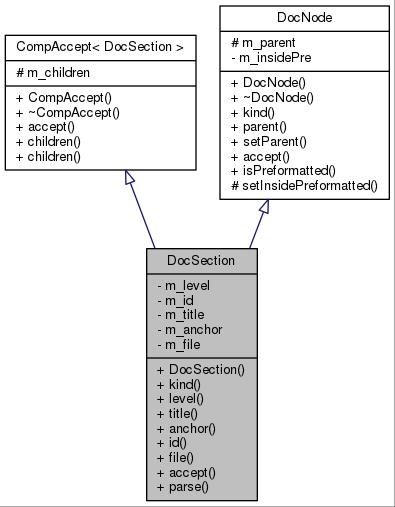 CompAccept< DocSection >
# m_children
+ CompAccept()
+ ~CompAccept()
+ accept()
+ children()
+ children()
DocNode
# m_parent
- m_insidePre
+ DocNode()
+ ~DocNode()
+ kind()
+ parent()
+ setParent()
+ accept()
+ isPreformatted()
# setInsidePreformatted()
DocSection
- m_level
- m_id
- m_title
- m_anchor
- m_file
+ DocSection()
+ kind()
+ level()
+ title()
+ anchor()
+ id()
+ file()
+ accept()
+ parse()